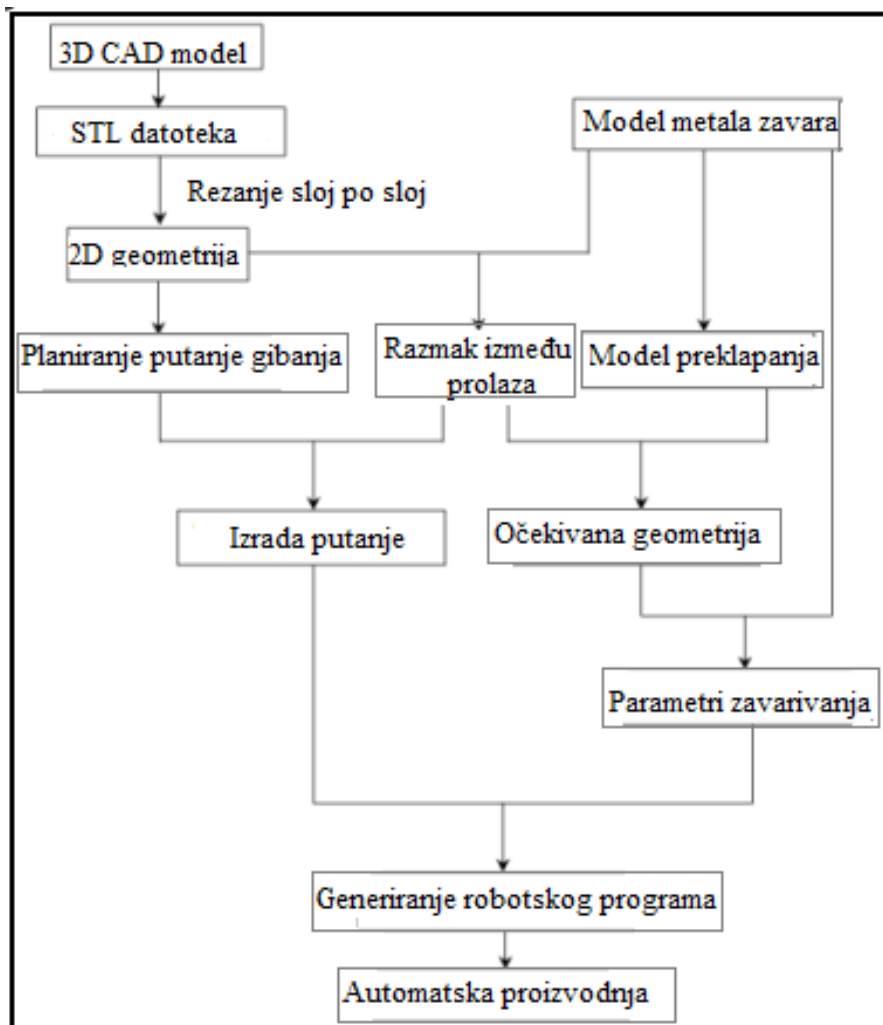 3D CAD model
STL datoteka
Model metala zavara
Rezanje sloj po sloj
2D geometrija
Planiranje putanje gibanja
Razmak između
prolaza
Model preklapanja
Izrada putanje
Očekivana geometrija
Parametri zavarivanja
Generiranje robotskog programa
Automatska proizvodnja